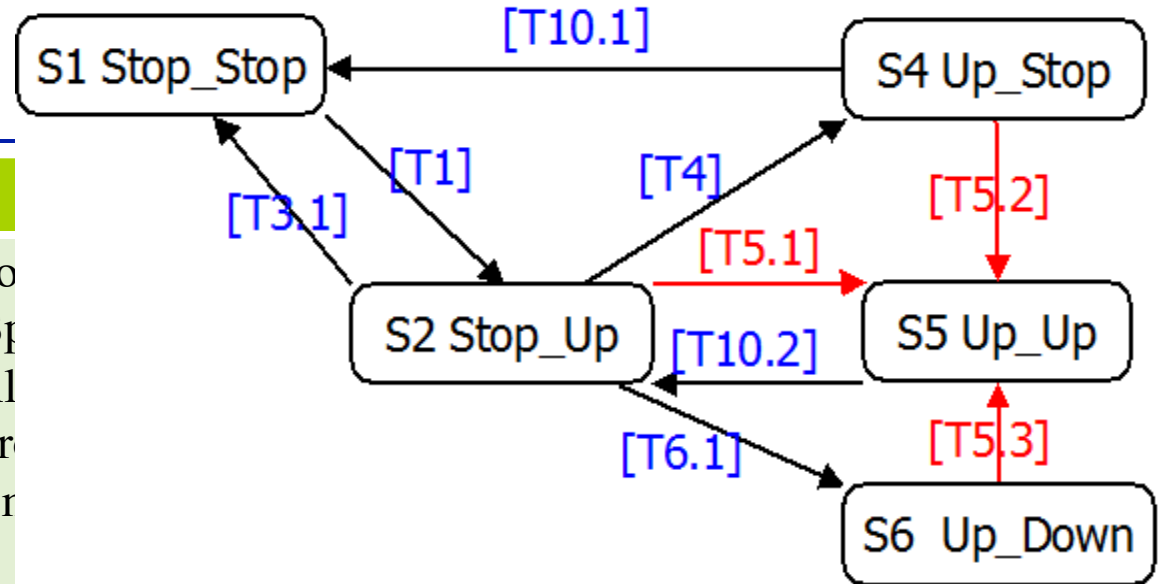 [T10.1]
S1 Stop_Stop
S4 Up_Stop
[T1]
[T4]
[T3.1]
[T5.2]
[T5.1]
S2 Stop_Up
S5 Up_Up
[T10.2]
[T6.1]
[T5.3]
S6 Up_Down